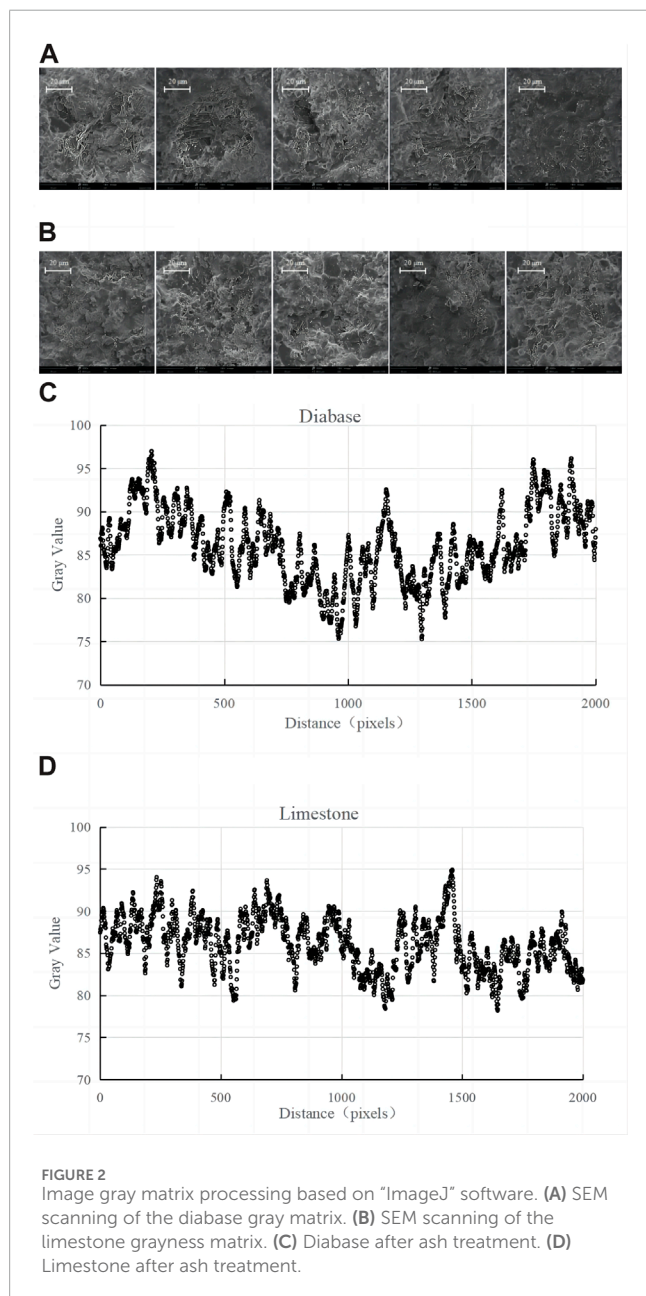 A
20 μm 20 μm 20 μm 20 μm 20 μm
B
20 μm 20 μm 20 μm 20 μm 20 μm
C
Diabase
100
95
90
85
80
75
70
Gray Value
0 500 1000 1500 2000
Distance（pixels）
D
Limestone
100
95
90
85
80
75
70
Gray Value
0 500 1000 1500 2000
Distance（pixels）
FIGURE 2
Image gray matrix processing based on “ImageJ” software. (A) SEM
scanning of the diabase gray matrix. (B) SEM scanning of the
limestone grayness matrix. (C) Diabase after ash treatment. (D)
Limestone after ash treatment.